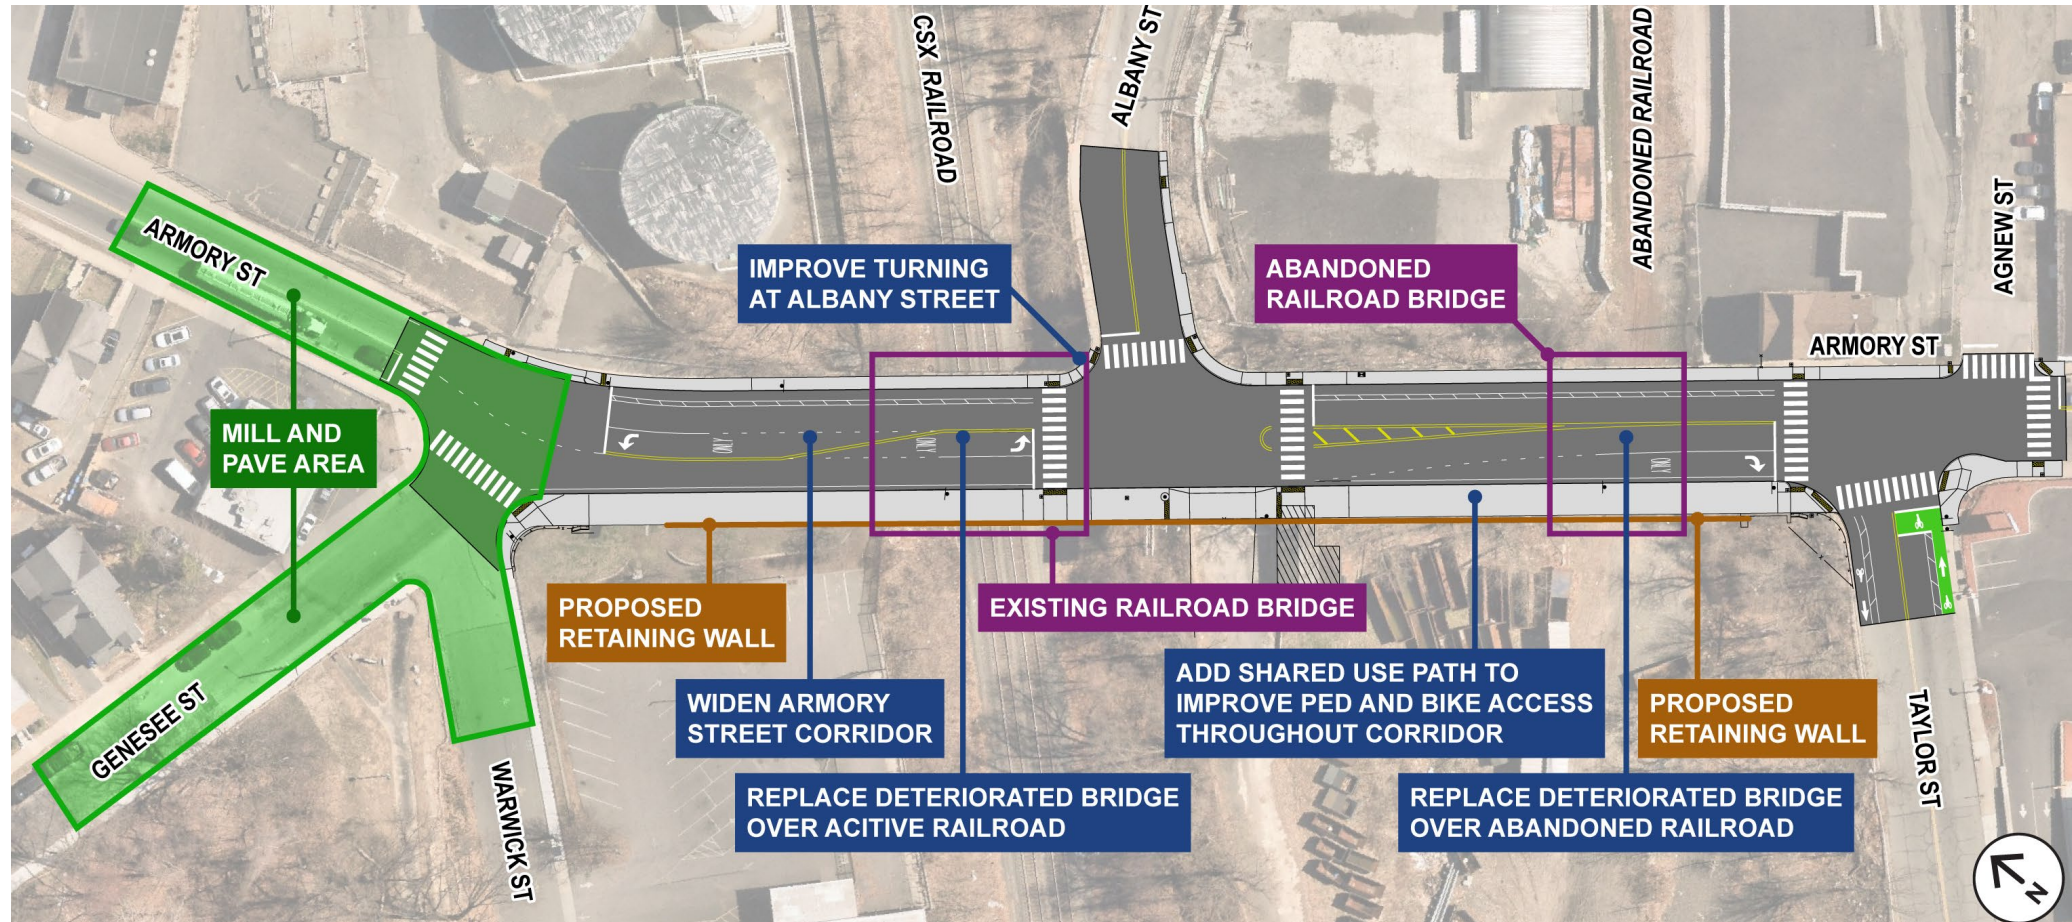 CSX RAILROAD
ALBANY ST
ABANDONED RAILROAD
AGNEW ST
ARMORY ST
IMPROVE TURNING
AT ALBANY STREET
ABANDONED
RAILROAD BRIDGE
ARMORY ST
MILL AND
PAVE AREA
ONLY
ONLY
ONLY
PROPOSED
RETAINING WALL
EXISTING RAILROAD BRIDGE
WIDEN ARMORY
STREET CORRIDOR
ADD SHARED USE PATH TO
IMPROVE PED AND BIKE ACCESS
THROUGHOUT CORRIDOR
PROPOSED
RETAINING WALL
GENESEE ST
WARWICK ST
REPLACE DETERIORATED BRIDGE
OVER ACITIVE RAILROAD
REPLACE DETERIORATED BRIDGE
OVER ABANDONED RAILROAD
TAYLOR ST
N